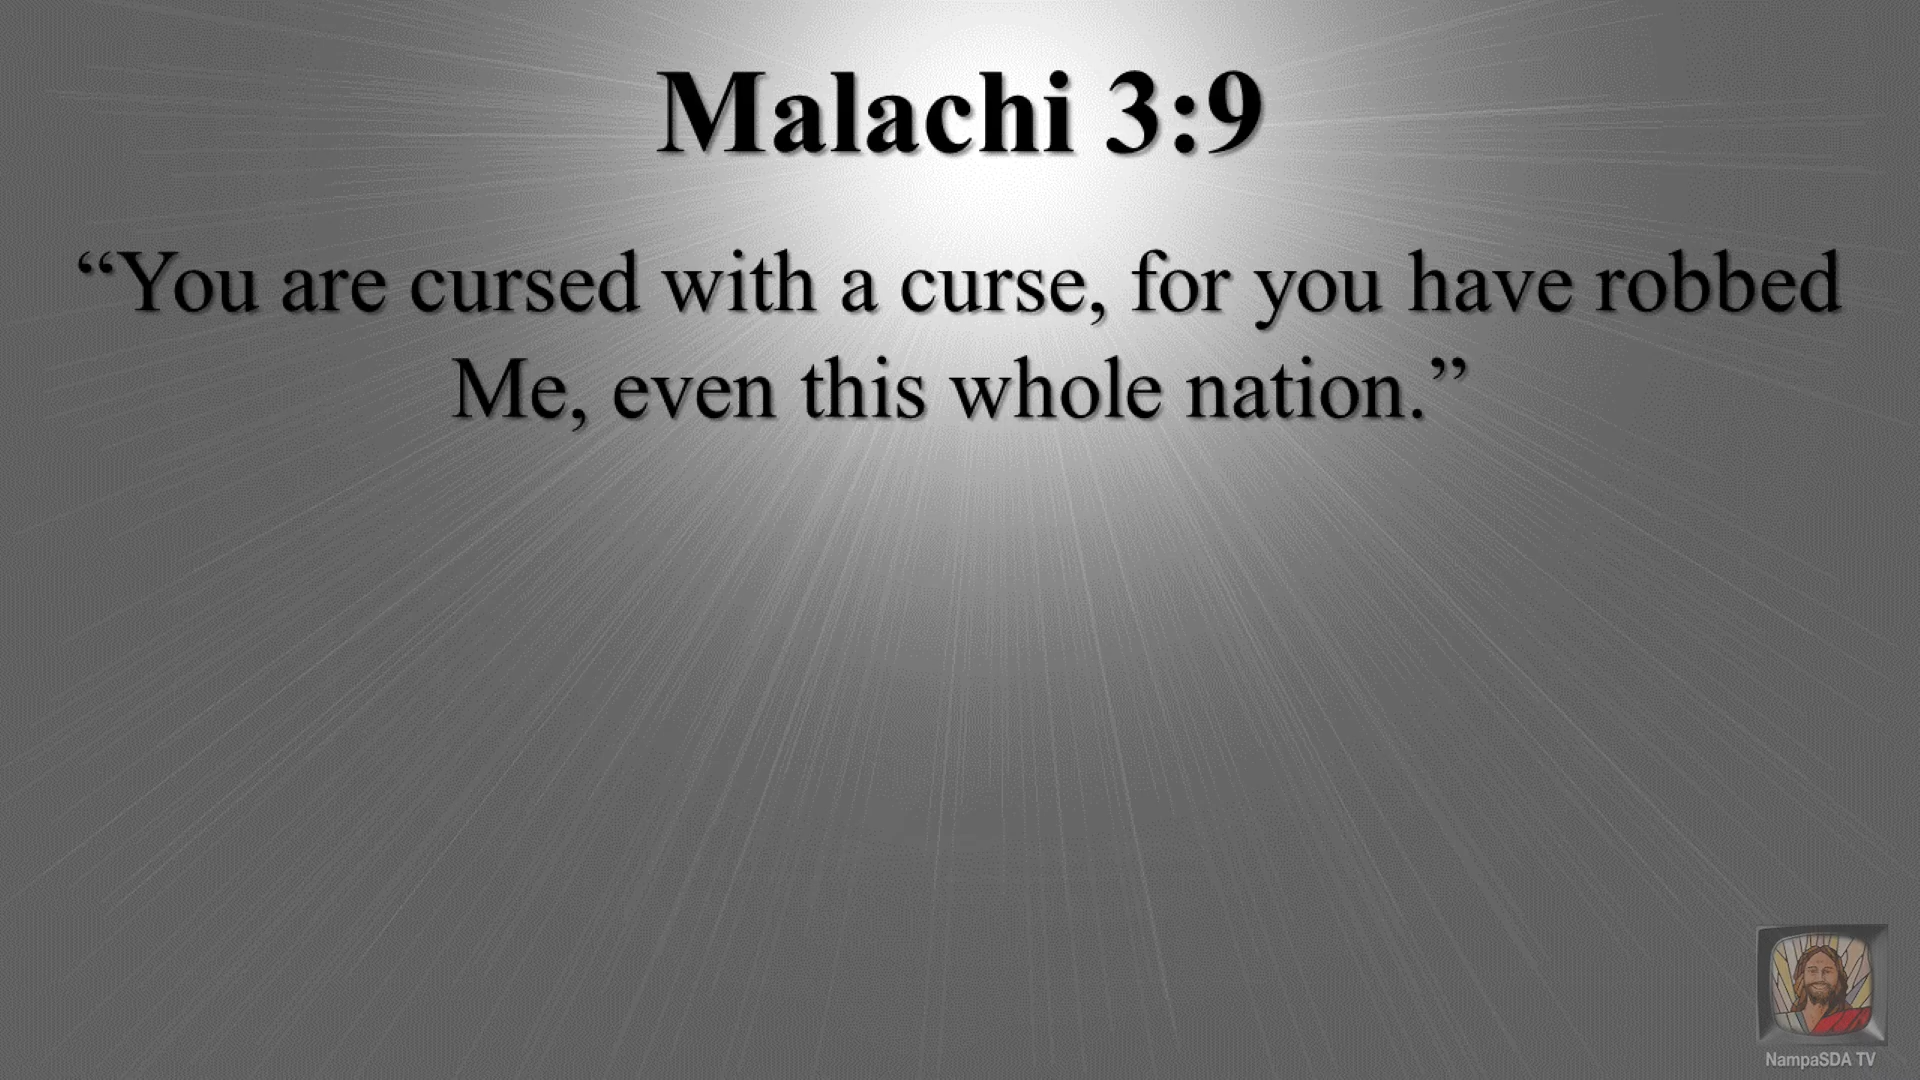 Malachi 3:9
“You are cursed with a curse, for you have robbed
Me, even this whole nation.”
NampaSDA TV